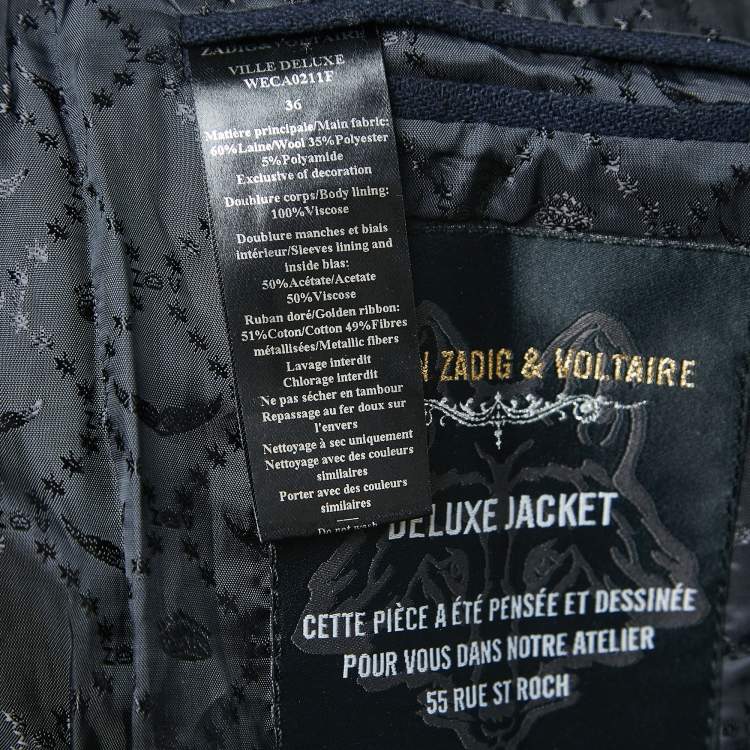 ZADIG&VOLTAIRE
VILLE DELUXE
WECA0211F
36
Matière principale/Main fabric:
60%Laine/Wool 35%Polyester
5%Polyamide
Exclusive of decoration
Doublure corps/Body lining:
100%Viscose
Doublure manches et biais
intérieur/Sleeves lining and
inside bias:
50%Acétate/Acetate
50%Viscose
Ruban doré/Golden ribbon:
51%Coton/Cotton 49%Fibres
métallisées/Metallic fibers
Lavage interdit
Chlorage interdit
Ne pas sécher en tambour
Repassage au fer doux sur
l'envers
Nettoyage à sec uniquement
Nettoyage avec des couleurs
similaires
Porter avec des couleurs
similaires
Do not wash
N ZADIG & VOLTAIRE
DELUXE JACKET
CETTE PIÈCE A ÉTÉ PENSÉE ET DESSINÉE
POUR VOUS DANS NOTRE ATELIER
55 RUE ST ROCH